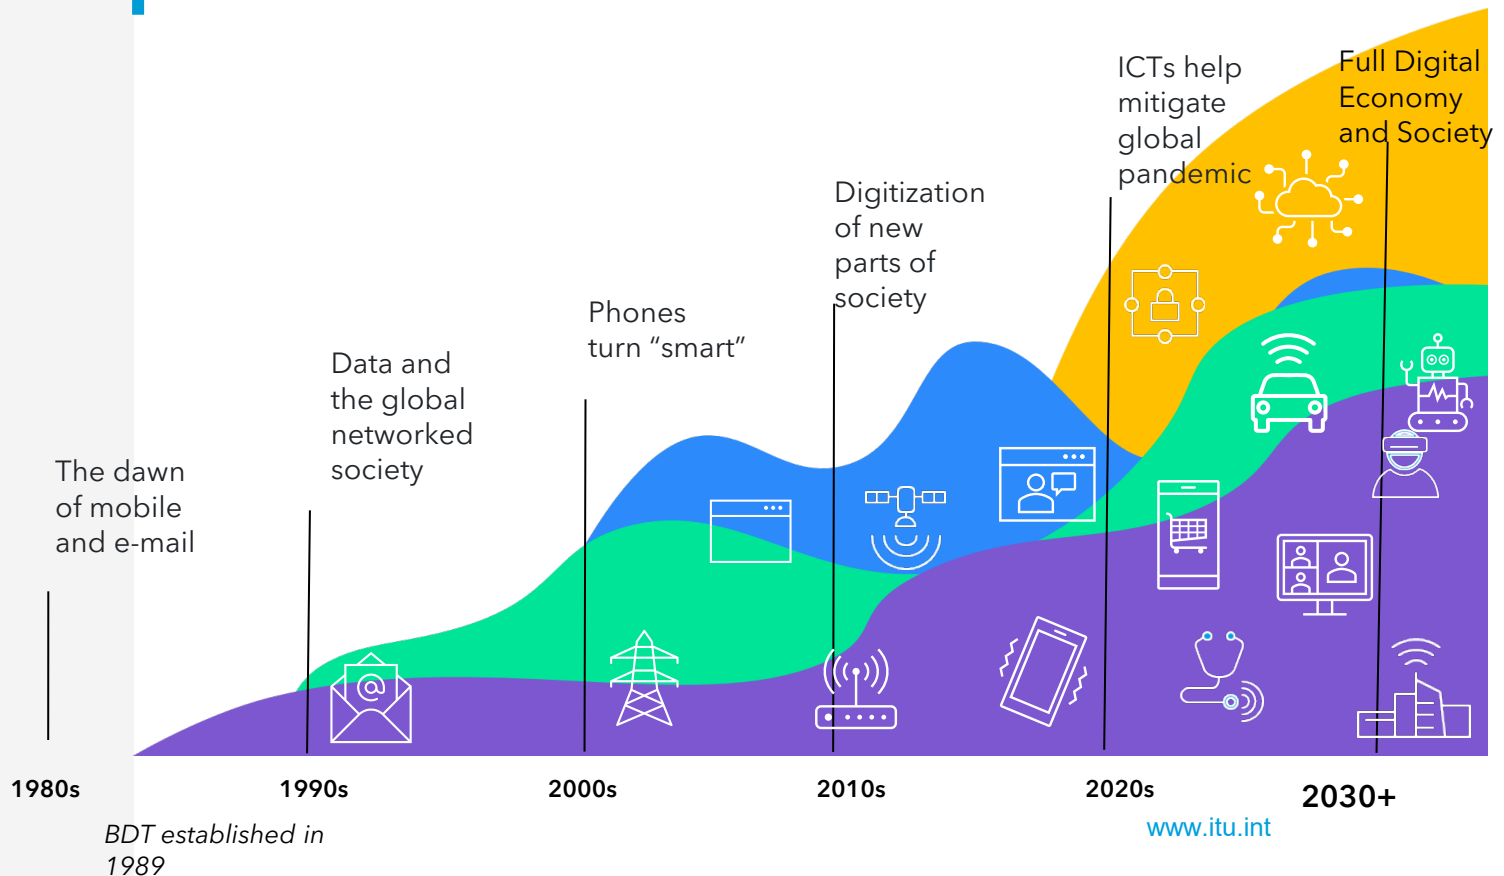 The dawn
of mobile
and e-mail
Data and
the global
networked
society
Phones
turn “smart”
Digitization
of new
parts of
society
ICTs help
mitigate
global
pandemic
Full Digital
Economy
and Society
@
1980s
1990s
2000s
2010s
2020s
2030+
BDT established in
1989
www.itu.int